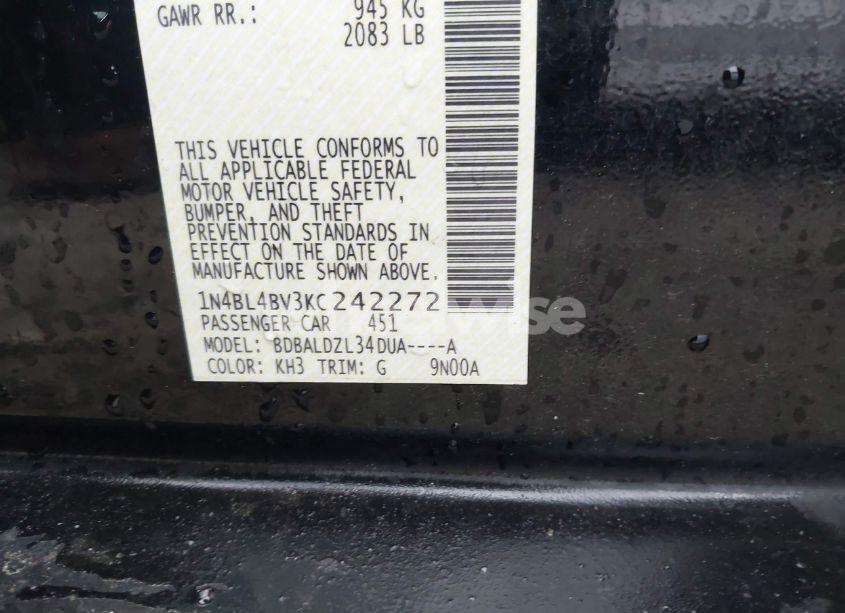 GAWR RR.: 945 KG
2083 LB
THIS VEHICLE CONFORMS TO
ALL APPLICABLE FEDERAL
MOTOR VEHICLE SAFETY,
BUMPER, AND THEFT
PREVENTION STANDARDS IN
EFFECT ON THE DATE OF
MANUFACTURE SHOWN ABOVE.
1N4BL4BV3KC242272
PASSENGER CAR 451
MODEL: BDBALDZL34DUA----A
COLOR: KH3 TRIM: G 9N00A